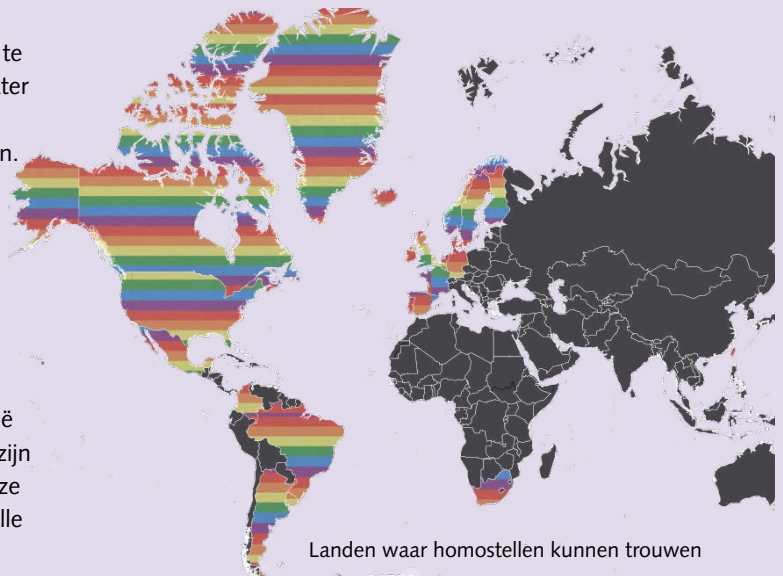 te
ter
n.
ë
zijn
ze
lle
Landen waar homostellen kunnen trouwen